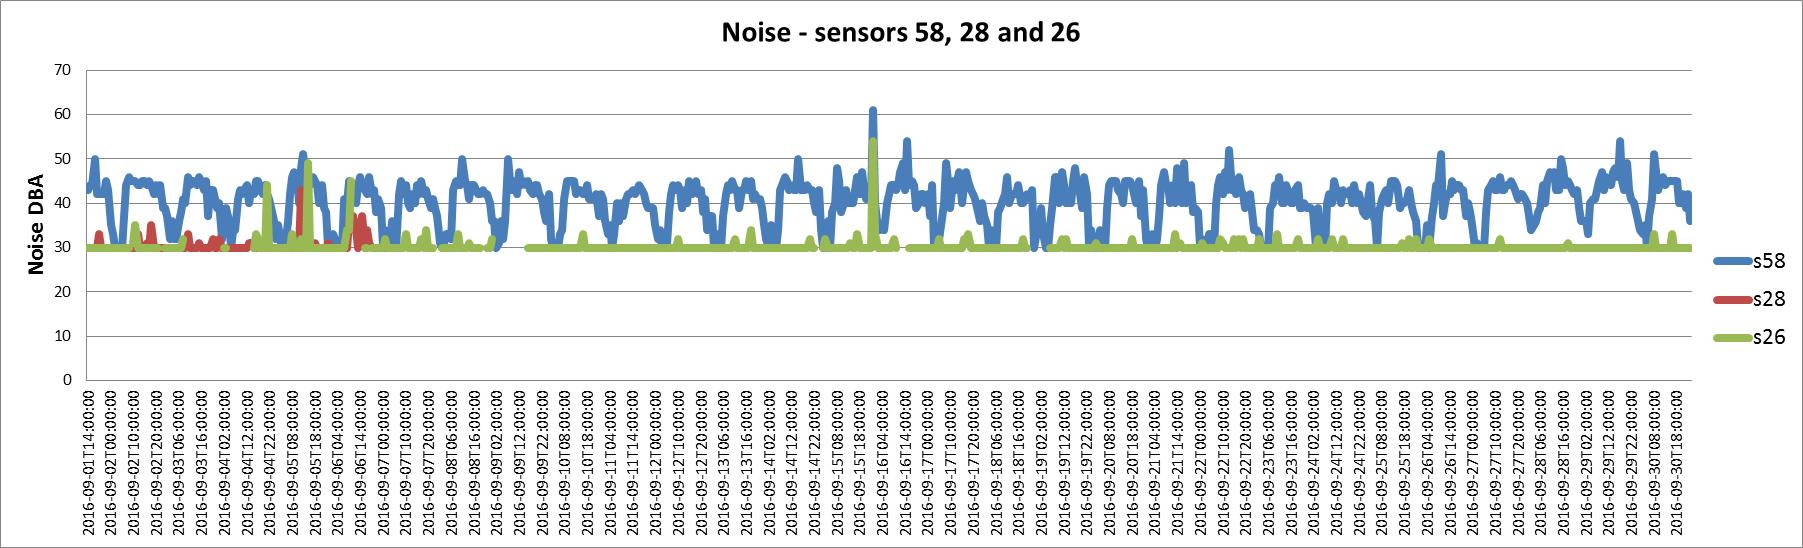 Noise - sensors 58, 28 and 26
Noise DBA
70
60
50
40
30
20
10
0
s58
s28
s26
2016-09-01T14:00:00
2016-09-02T00:00:00
2016-09-02T10:00:00
2016-09-02T20:00:00
2016-09-03T06:00:00
2016-09-03T16:00:00
2016-09-04T02:00:00
2016-09-04T12:00:00
2016-09-04T22:00:00
2016-09-05T08:00:00
2016-09-05T18:00:00
2016-09-06T04:00:00
2016-09-06T14:00:00
2016-09-07T00:00:00
2016-09-07T10:00:00
2016-09-07T20:00:00
2016-09-08T06:00:00
2016-09-08T16:00:00
2016-09-09T02:00:00
2016-09-09T12:00:00
2016-09-09T22:00:00
2016-09-10T08:00:00
2016-09-10T18:00:00
2016-09-11T04:00:00
2016-09-11T14:00:00
2016-09-12T00:00:00
2016-09-12T10:00:00
2016-09-12T20:00:00
2016-09-13T06:00:00
2016-09-13T16:00:00
2016-09-14T02:00:00
2016-09-14T12:00:00
2016-09-14T22:00:00
2016-09-15T08:00:00
2016-09-15T18:00:00
2016-09-16T04:00:00
2016-09-16T14:00:00
2016-09-17T00:00:00
2016-09-17T10:00:00
2016-09-17T20:00:00
2016-09-18T06:00:00
2016-09-18T16:00:00
2016-09-19T02:00:00
2016-09-19T12:00:00
2016-09-19T22:00:00
2016-09-20T08:00:00
2016-09-20T18:00:00
2016-09-21T04:00:00
2016-09-21T14:00:00
2016-09-22T00:00:00
2016-09-22T10:00:00
2016-09-22T20:00:00
2016-09-23T06:00:00
2016-09-23T16:00:00
2016-09-24T02:00:00
2016-09-24T12:00:00
2016-09-24T22:00:00
2016-09-25T08:00:00
2016-09-25T18:00:00
2016-09-26T04:00:00
2016-09-26T14:00:00
2016-09-27T00:00:00
2016-09-27T10:00:00
2016-09-27T20:00:00
2016-09-28T06:00:00
2016-09-28T16:00:00
2016-09-29T02:00:00
2016-09-29T12:00:00
2016-09-29T22:00:00
2016-09-30T08:00:00
2016-09-30T18:00:00